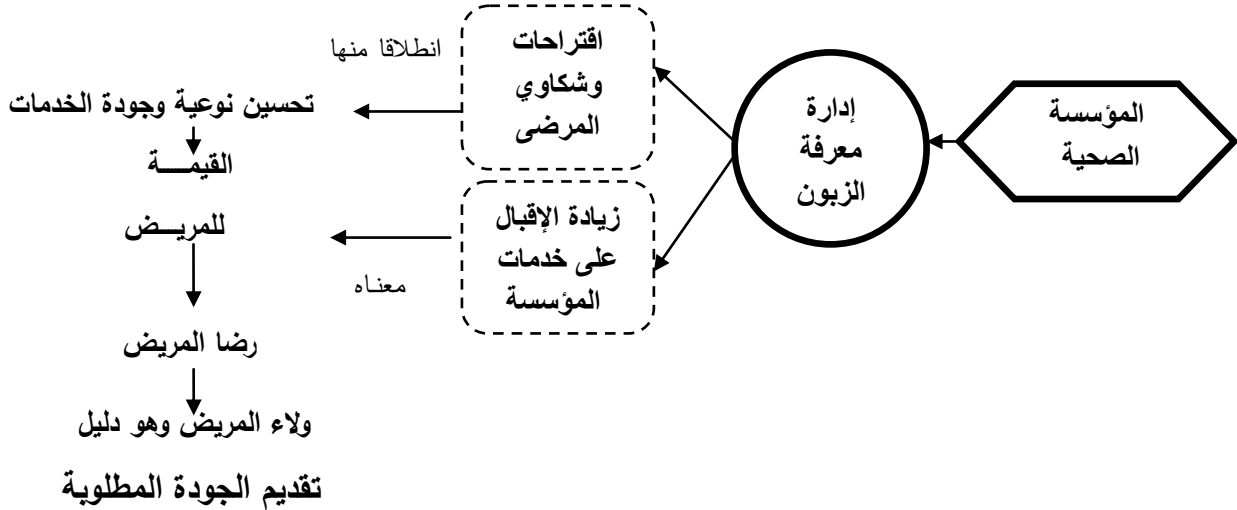 المؤسسة
الصحية
إدارة
معرفة
الزبون
اقتراحات
وشكاوي
المرضى
زيادة الإقبال
على خدمات
المؤسسة
انطلاقا منها
معناه
تحسين نوعية وجودة الخدمات
القيمـــة
للمريـــض
رضا المريض
ولاء المريض وهو دليل
تقديم الجودة المطلوبة